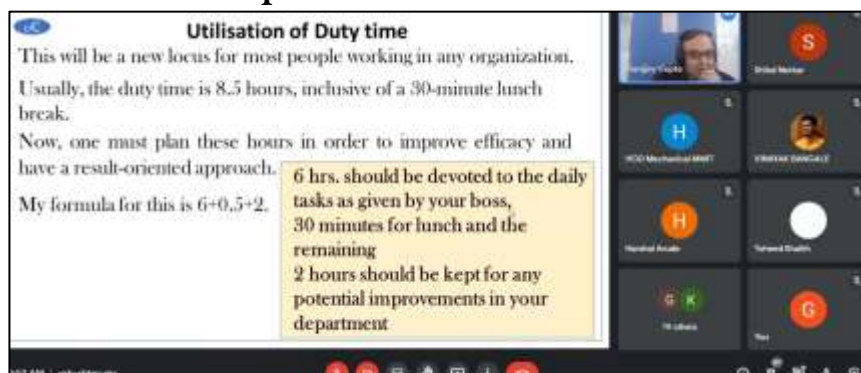 Utilisation of Duty time
This will be a new locus for most people working in any organization.
Usually, the duty time is 8.5 hours, inclusive of a 30-minute lunch
break.
Now, one must plan these hours in order to improve efficacy and
have a result-oriented approach.
My formula for this is 6+0.5+2.
6 hrs. should be devoted to the daily
tasks as given by your boss,
30 minutes for lunch and the
remaining
2 hours should be kept for any
potential improvements in your
department
S
H
HOD Mechanical MMIT
H
G K
G
You